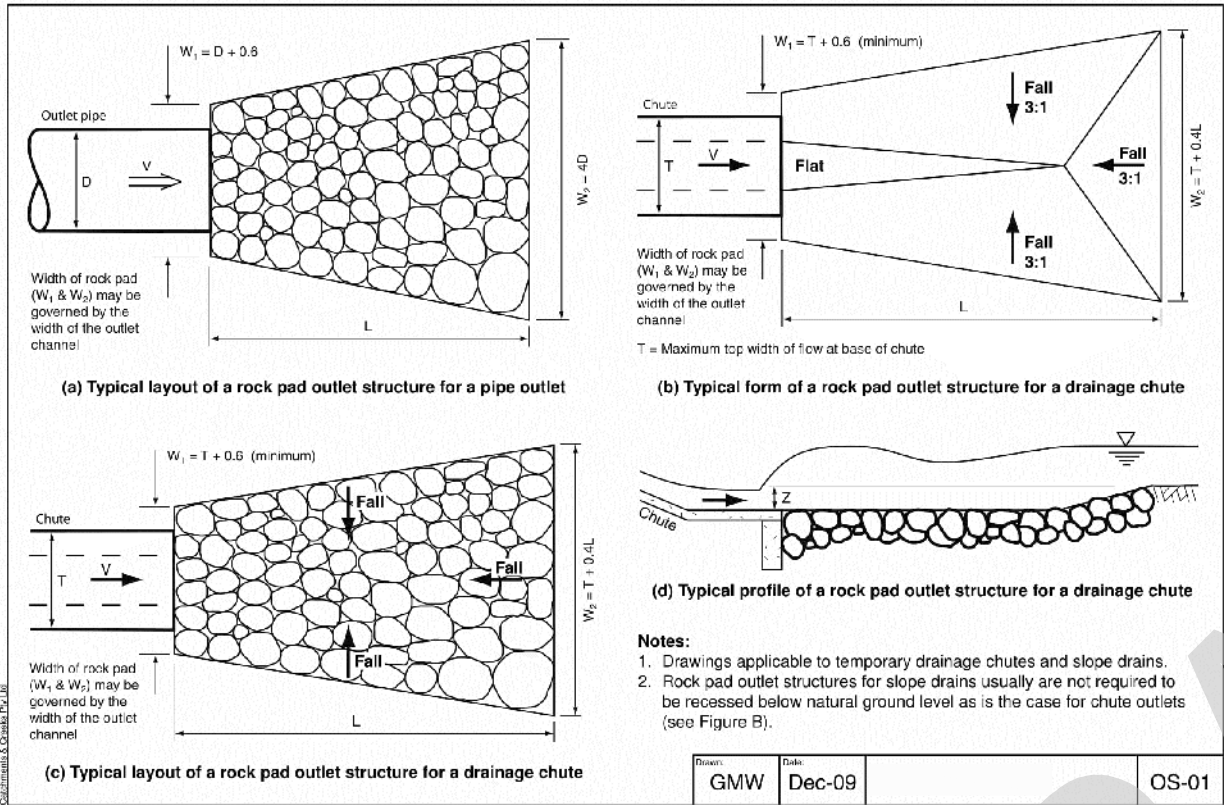 W₁ = D + 0.6
Outlet pipe
V
D
W₂ = 4D
Width of rock pad
(W₁ & W₂) may be
governed by the
width of the outlet
channel
L
(a) Typical layout of a rock pad outlet structure for a pipe outlet
W₁ = T + 0.6 (minimum)
Chute
T
V
Flat
Fall
3:1
Fall
3:1
Fall
3:1
W₂ = T + 0.4L
Width of rock pad
(W₁ & W₂) may be
governed by the
width of the outlet
channel
L
T = Maximum top width of flow at base of chute
(b) Typical form of a rock pad outlet structure for a drainage chute
W₁ = T + 0.6 (minimum)
Chute
T
V
Fall
Fall
Fall
W₂ = T + 0.4L
Width of rock pad
(W₁ & W₂) may be
governed by the
width of the outlet
channel
L
(c) Typical layout of a rock pad outlet structure for a drainage chute
Chute
Z
(d) Typical profile of a rock pad outlet structure for a drainage chute
Notes:
1. Drawings applicable to temporary drainage chutes and slope drains.
2. Rock pad outlet structures for slope drains usually are not required to
be recessed below natural ground level as is the case for chute outlets
(see Figure B).
Catchments & Creeks Pty Ltd
Drawn:
GMW
Date:
Dec-09
OS-01